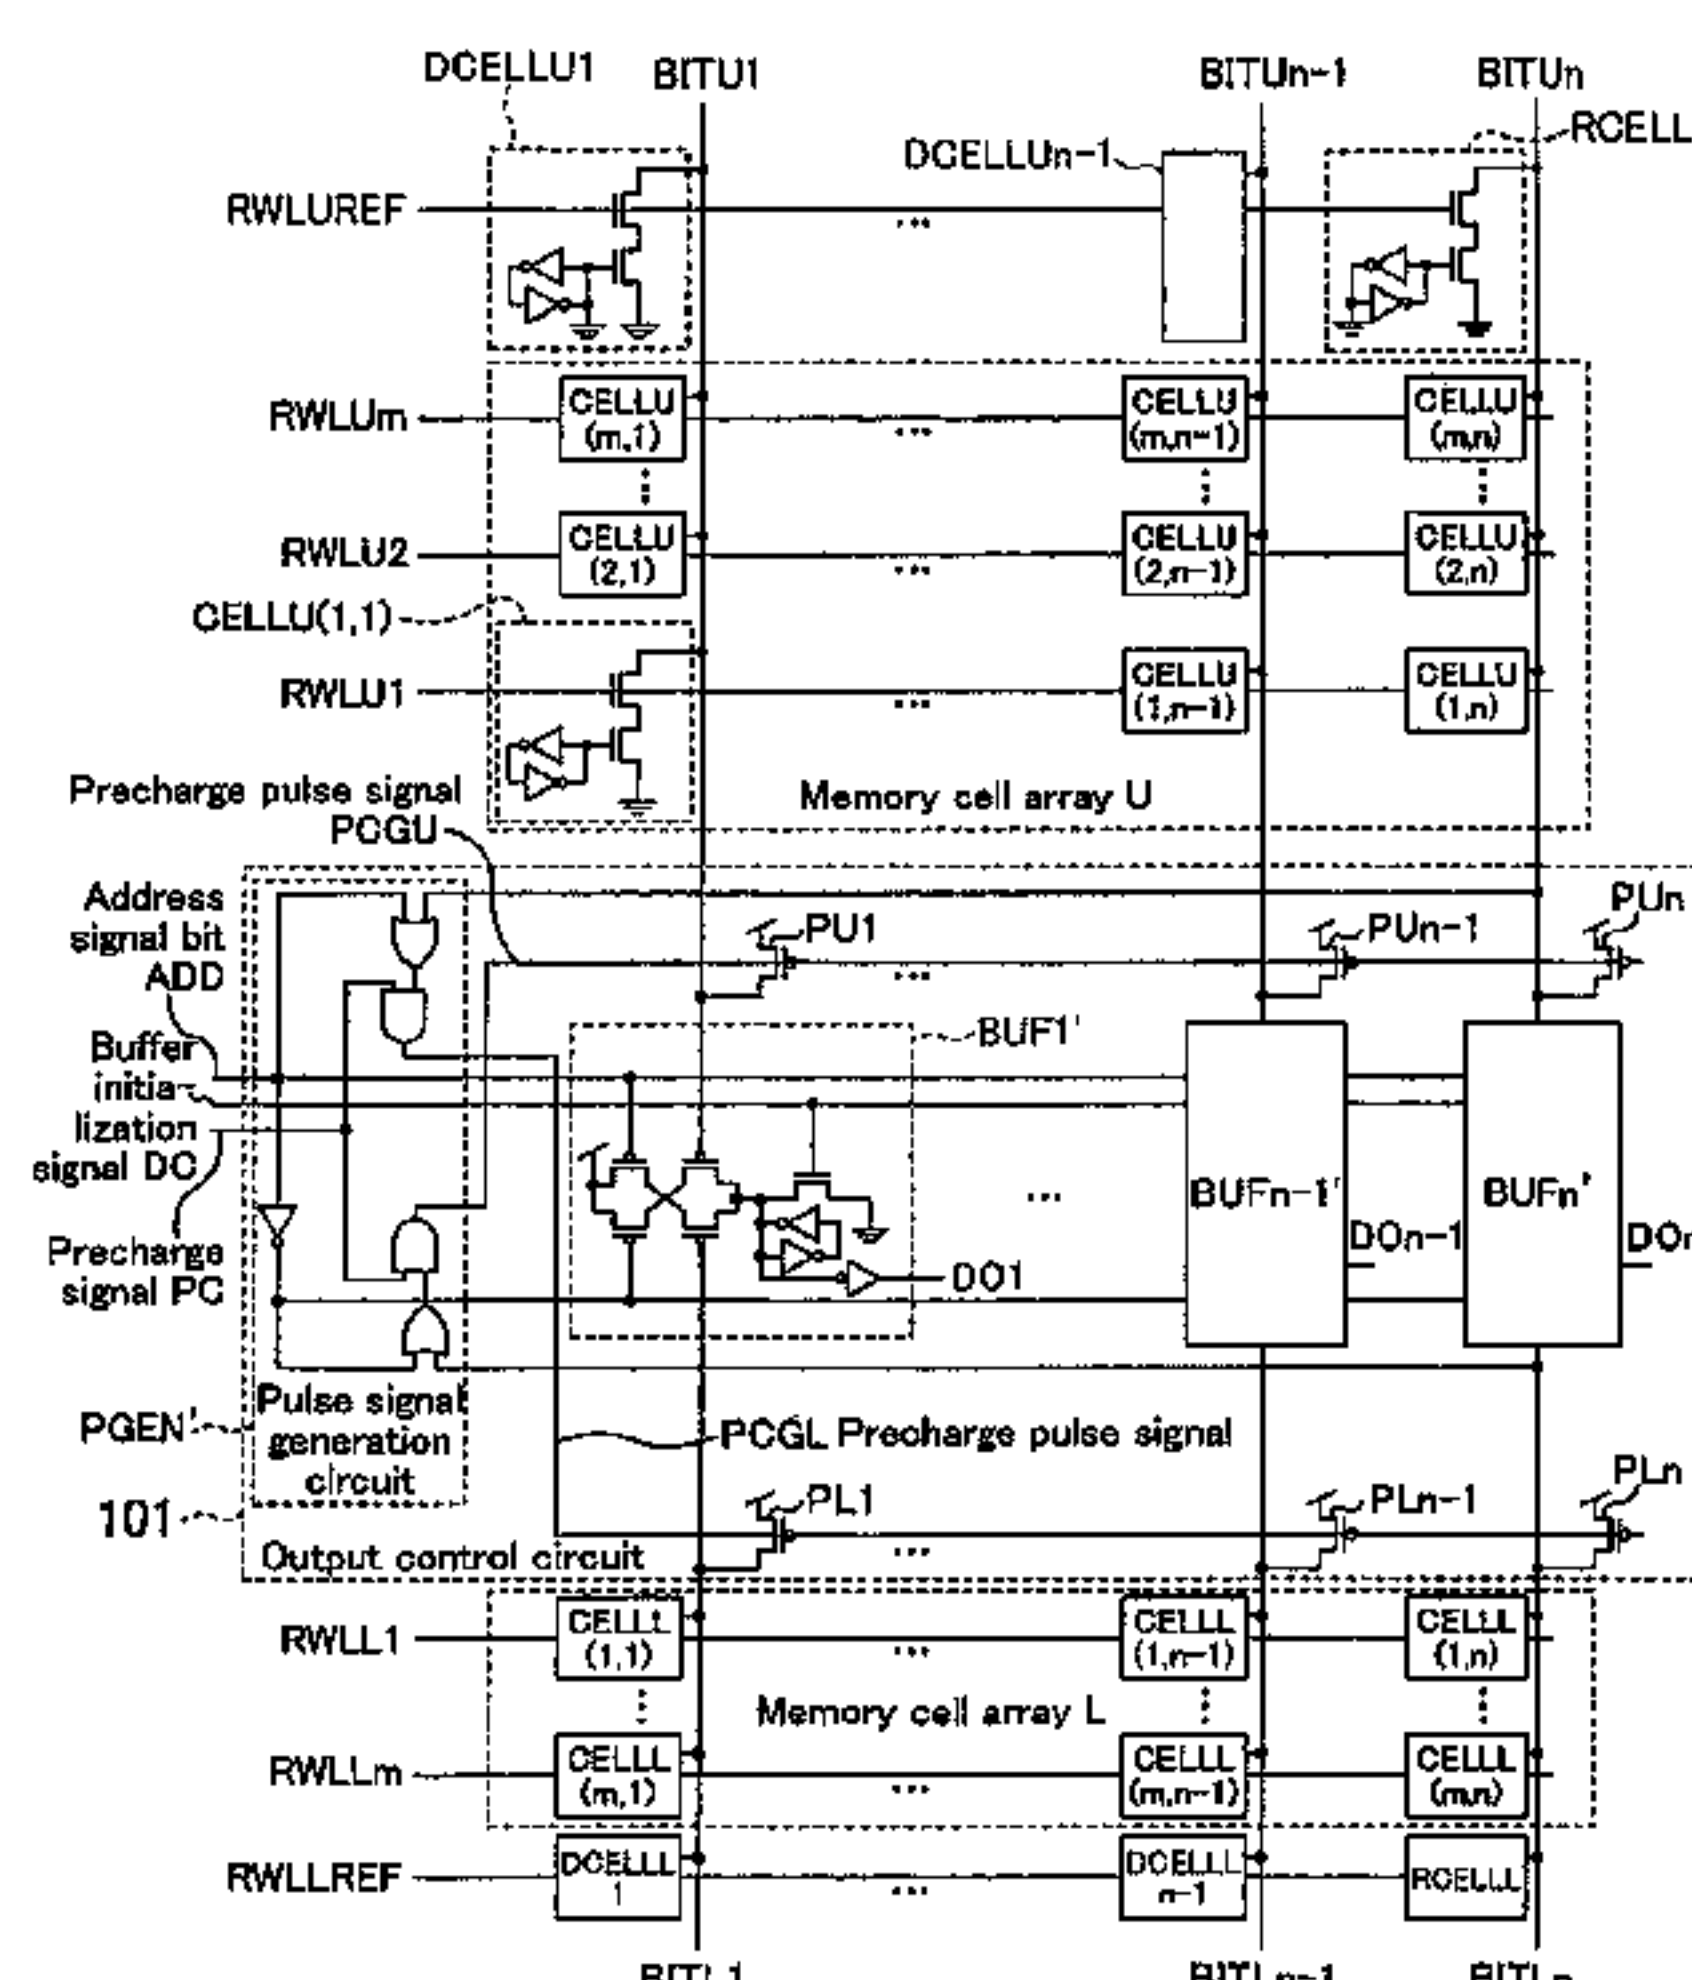 DCELLU1
BITU1
BITUn-1
BITUn
DCELLUn-1
RCELL
RWLUREF
...
RWLUm
CELLU
(m,1)
...
CELLU
(m,n-1)
CELLU
(m,n)
RWLU2
CELLU
(2,1)
...
CELLU
(2,n-1)
CELLU
(2,n)
CELLU(1,1)
RWLU1
...
CELLU
(1,n-1)
CELLU
(1,n)
Memory cell array U
Precharge pulse signal
PCGU
Address
signal bit
ADD
PU1
PUn-1
PUn
...
Buffer
initia-
lization
signal DC
BUF1'
BUFn-1'
BUFn'
...
Precharge
signal PC
DO1
DOn-1
DOn
PGEN'
Pulse signal
generation
circuit
PCGL Precharge pulse signal
101
PL1
PLn-1
PLn
...
Output control circuit
RWLL1
CELLL
(1,1)
...
CELLL
(1,n-1)
CELLL
(1,n)
Memory cell array L
RWLLm
CELLL
(m,1)
...
CELLL
(m,n-1)
CELLL
(m,n)
RWLLREF
DCELLL
1
...
DCELLL
n-1
RCELLL
BITL1
BITLn-1
BITLn